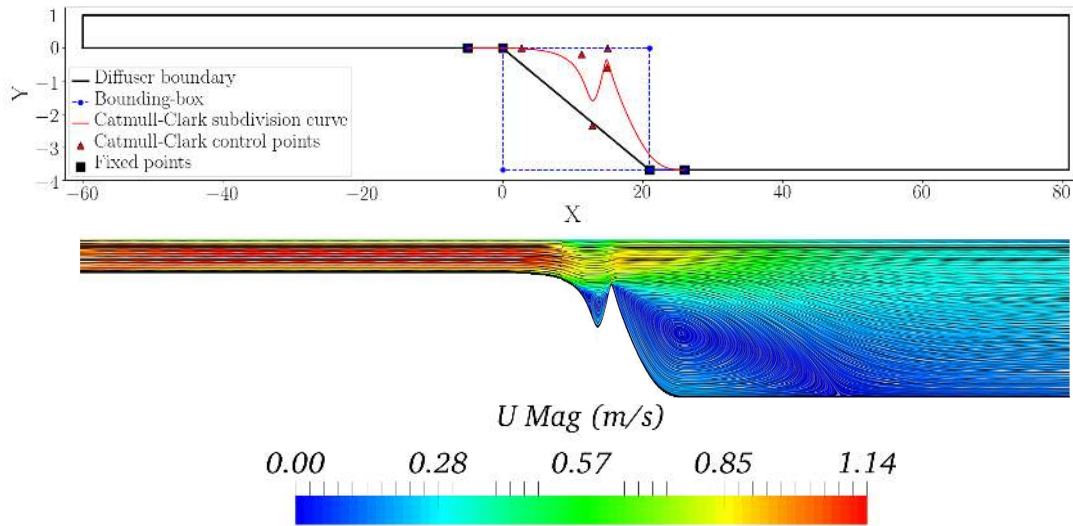 1
0
Y
−1
−2
−3
−4
Diffuser boundary
Bounding-box
Catmull-Clark subdivision curve
Catmull-Clark control points
Fixed points
−60 −40 −20 0 20 40 60 80
X
U Mag (m/s)
0.00 0.28 0.57 0.85 1.14